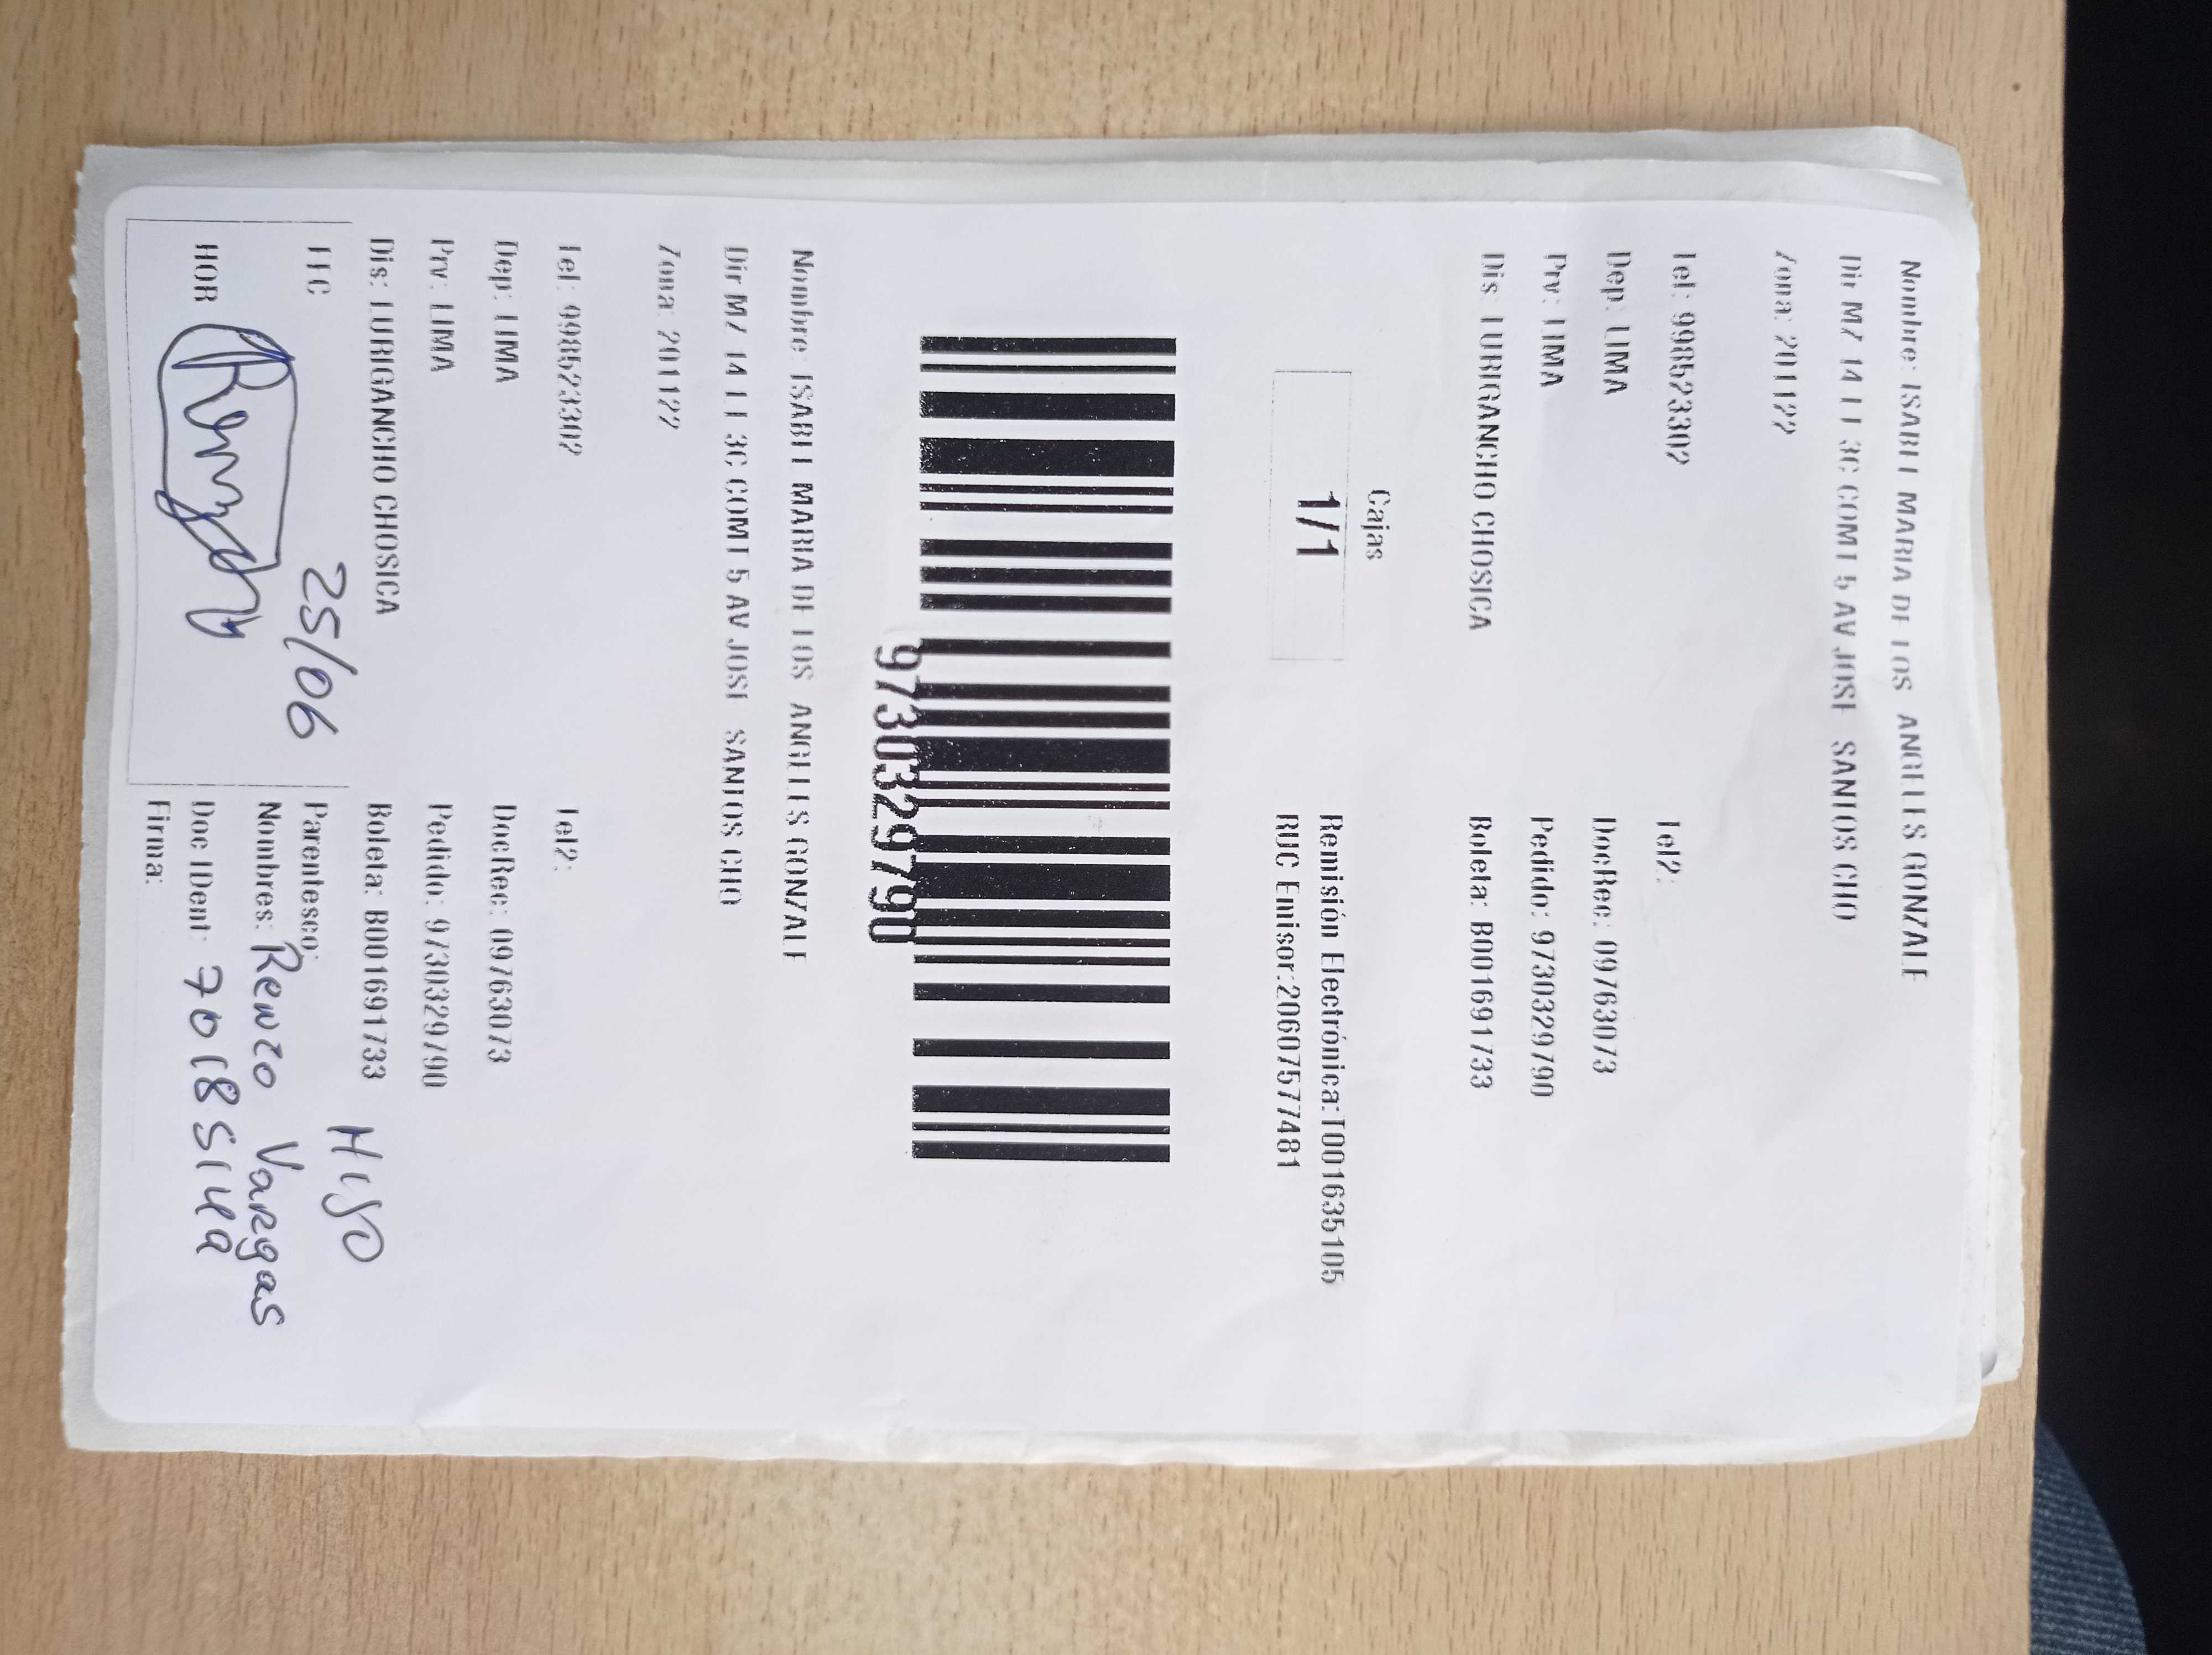 Nombre: ISABEL MARIA DE LOS ANGELES GONZALE
Dir MZ 14 LT 3C COMT 5 AV JOSE SANTOS CHO
Zona: 201122
Tel: 998523302 Tel2:
Dep: LIMA DocRec: 09763073
Prv: LIMA Pedido: 9730329790
Dis: LURIGANCHO CHOSICA Boleta: B001691733
Cajas
1/1
Remisión Electrónica:T001635105
RUC Emisor:20607577481
9730329790
Nombre: ISABEL MARIA DE LOS ANGELES GONZALE
Dir MZ 14 LT 3C COMT 5 AV JOSE SANTOS CHO
Zona: 201122
Tel: 998523302 Tel2:
Dep: LIMA DocRec: 09763073
Prv: LIMA Pedido: 9730329790
Dis: LURIGANCHO CHOSICA Boleta: B001691733
FEC 25/06 Parentesco: HIJO
Nombres: Renzo Vargas
HOR Doc IDent:
Firma: